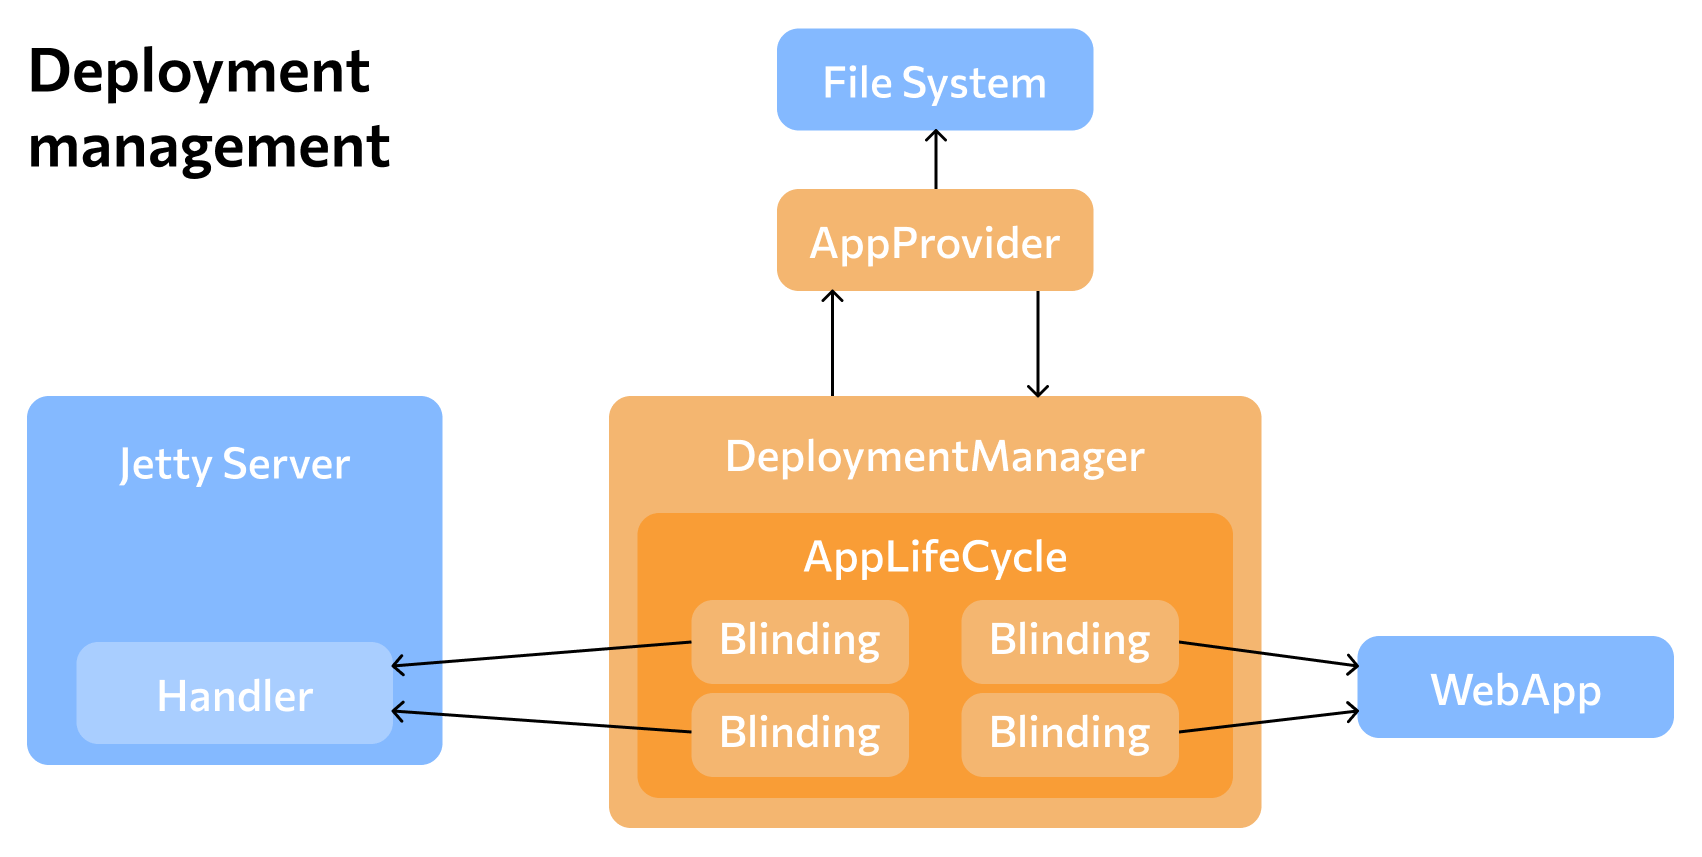 Deployment
management
File System
AppProvider
Jetty Server
Handler
DeploymentManager
AppLifeCycle
Blinding
Blinding
Blinding
Blinding
WebApp